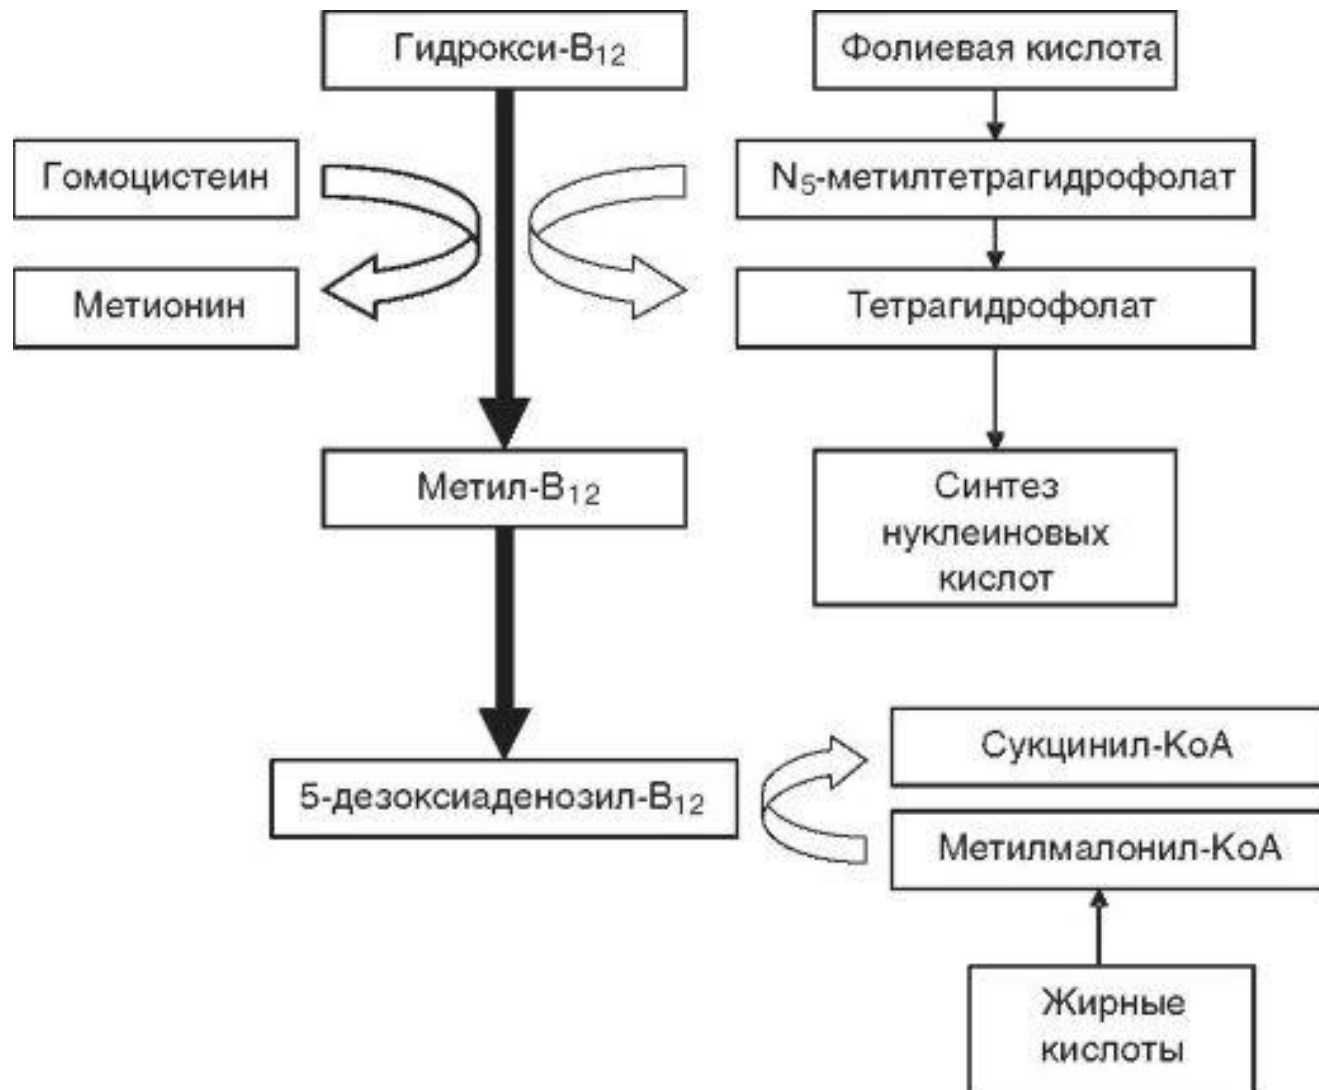 Гидрокси-B₁₂
Фолиевая кислота
Гомоцистеин
N₅-метилтетрагидрофолат
Метионин
Тетрагидрофолат
Метил-B₁₂
Синтез
нуклеиновых
кислот
Сукцинил-КоА
5-дезоксиаденозил-B₁₂
Метилмалонил-КоА
Жирные
кислоты